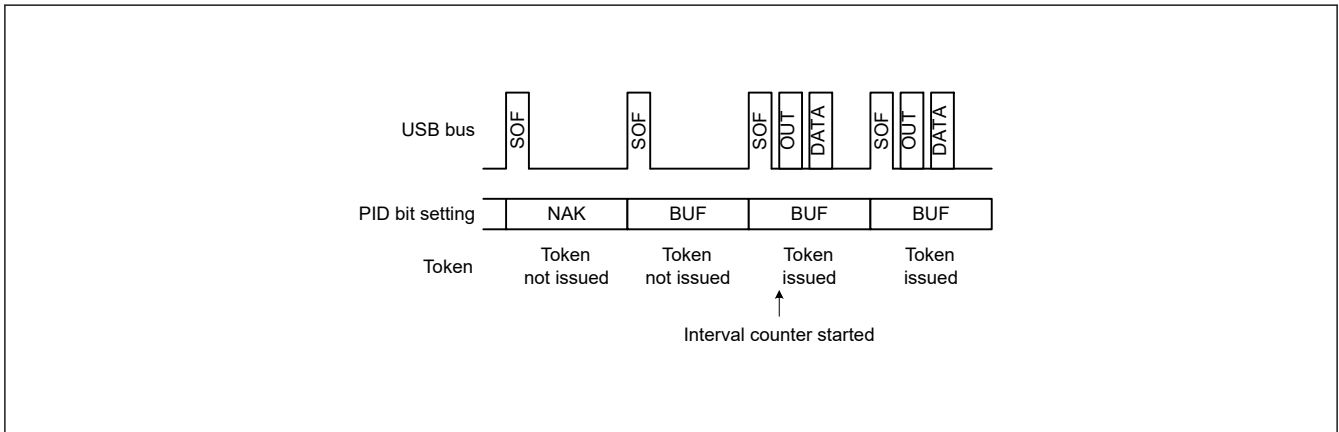 USB bus SOF SOF SOF OUT DATA SOF OUT DATA
PID bit setting NAK BUF BUF BUF
Token Token not issued Token not issued Token issued Token issued
Interval counter started